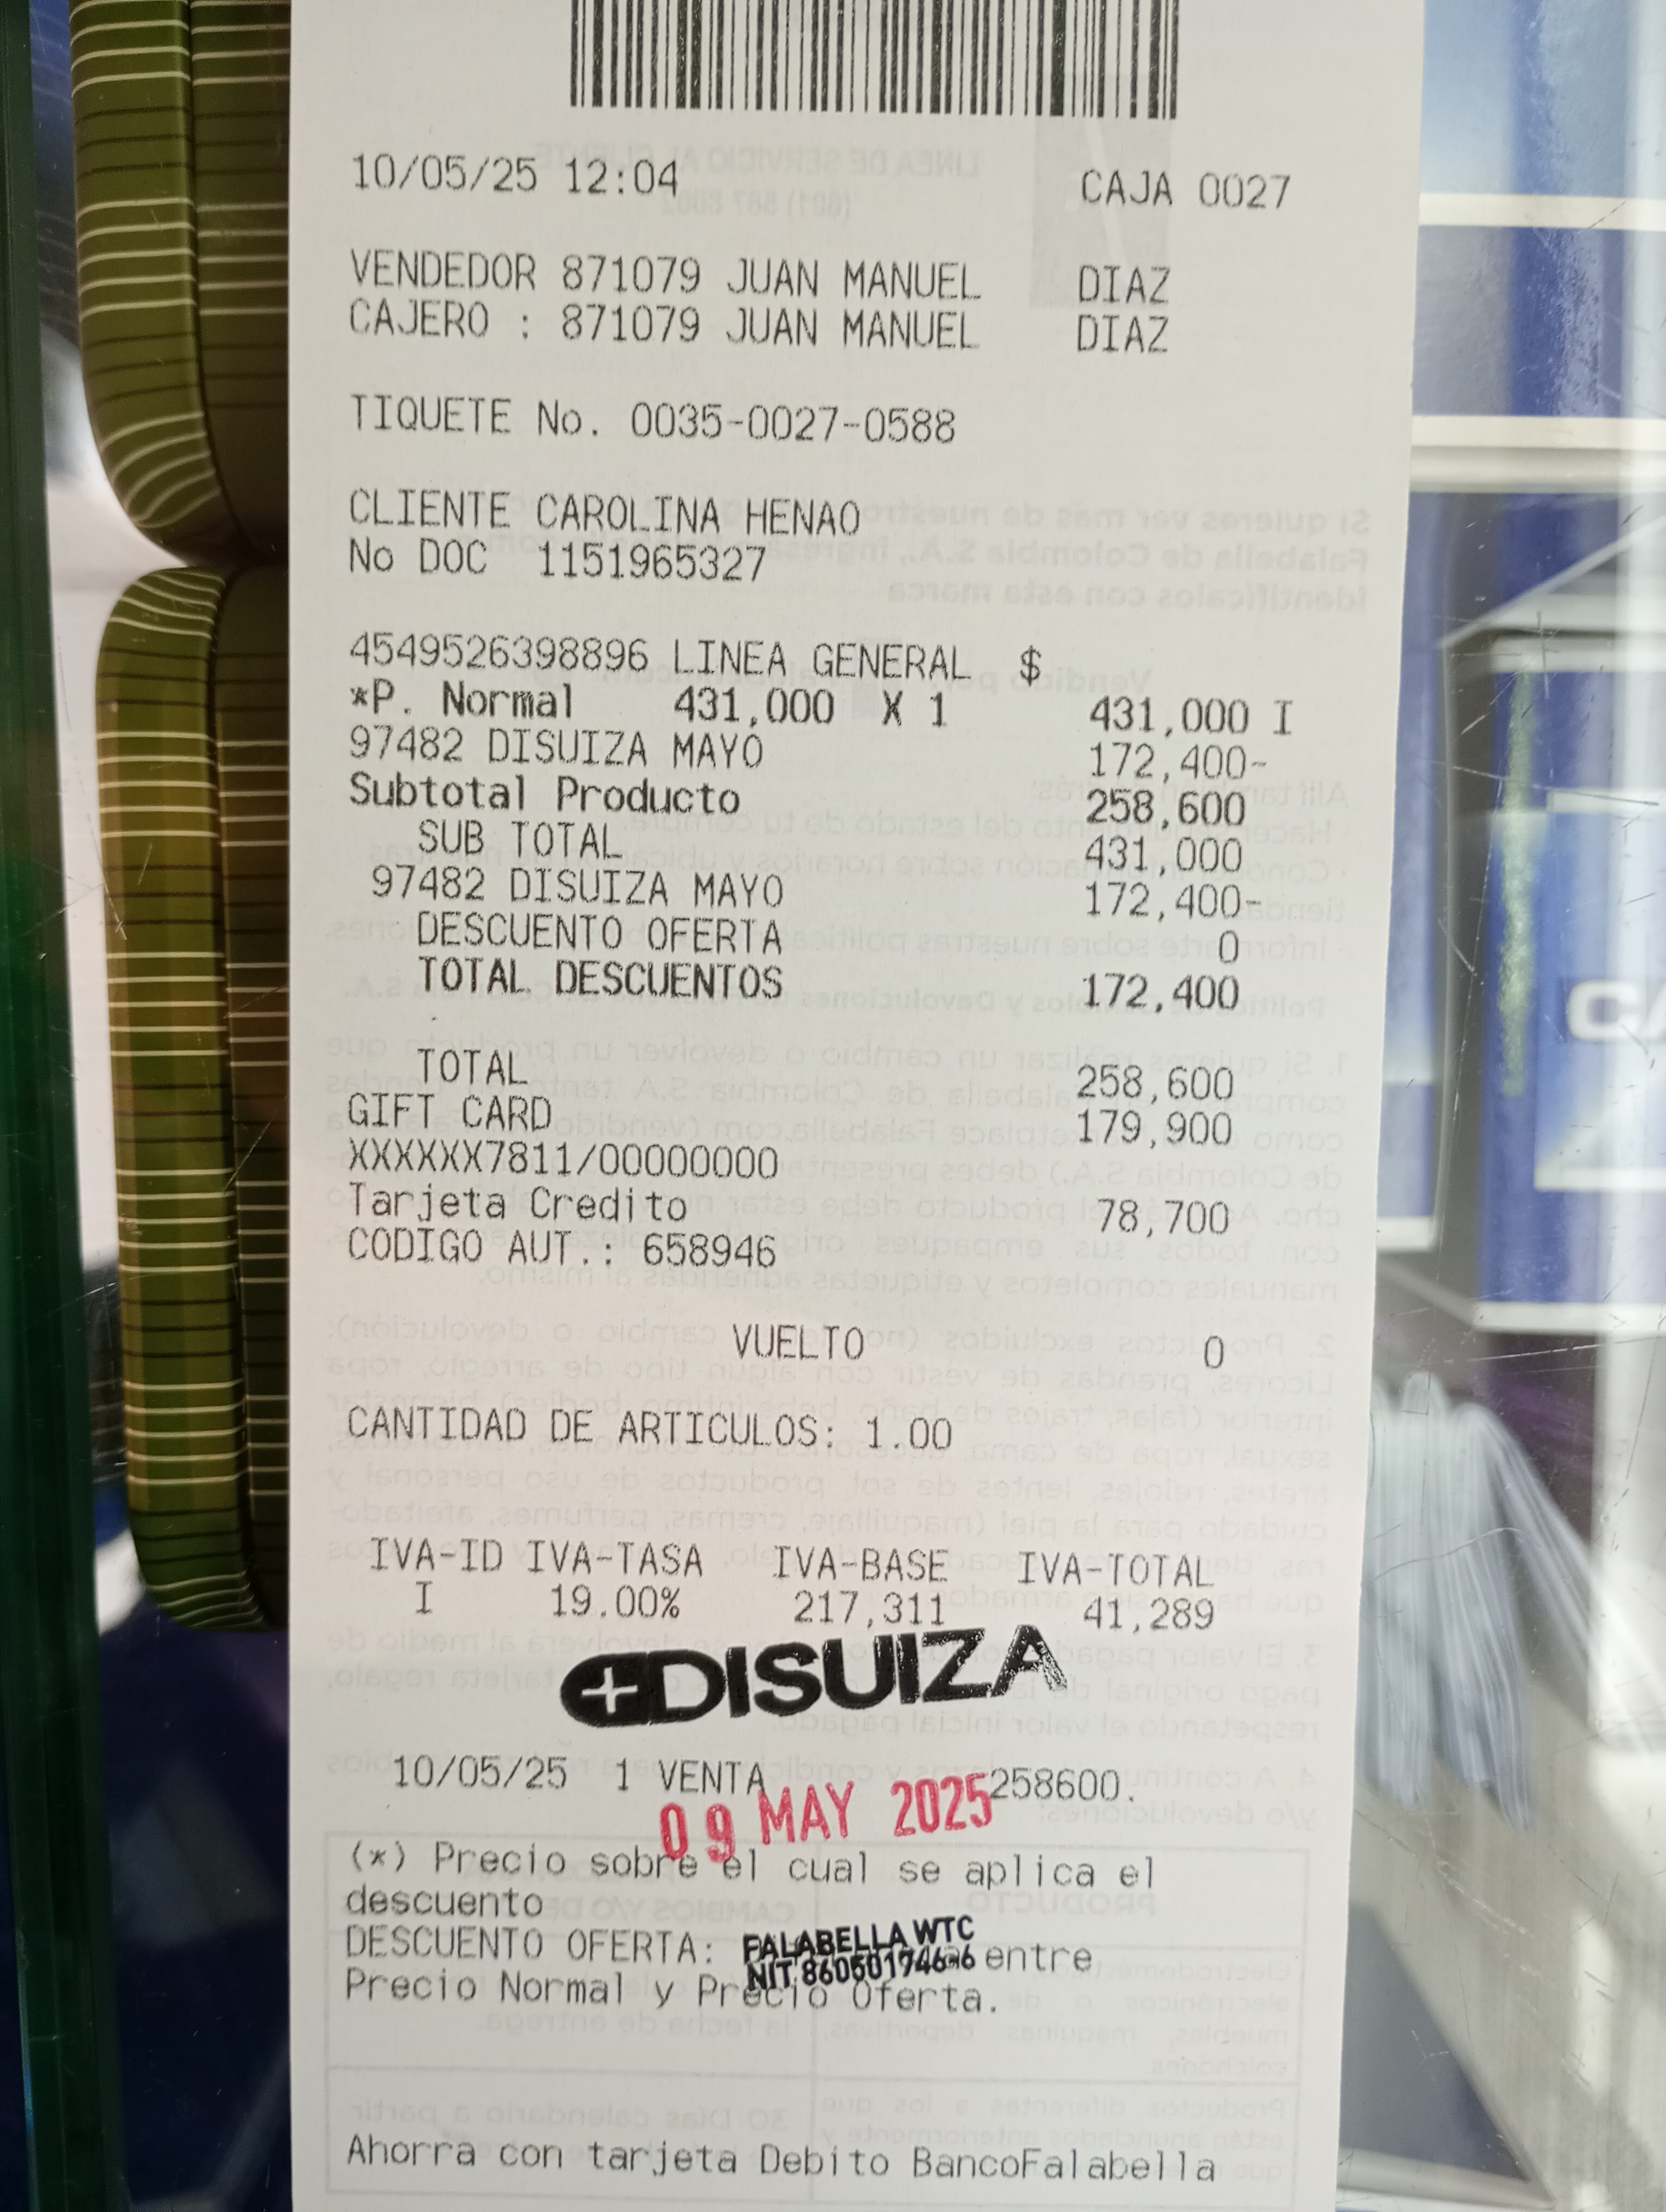 10/05/25 12:04 CAJA 0027
VENDEDOR 871079 JUAN MANUEL DIAZ
CAJERO : 871079 JUAN MANUEL DIAZ
TIQUETE No. 0035-0027-0588
CLIENTE CAROLINA HENAO
No DOC 1151965327
4549526398896 LINEA GENERAL $
*P. Normal 431,000 X 1 431,000 I
97482 DISUIZA MAYO 172,400-
Subtotal Producto 258,600
SUB TOTAL 431,000
97482 DISUIZA MAYO 172,400-
DESCUENTO OFERTA 0
TOTAL DESCUENTOS 172,400
TOTAL 258,600
GIFT CARD 179,900
XXXXXX7811/00000000
Tarjeta Credito 78,700
CODIGO AUT.: 658946
VUELTO 0
CANTIDAD DE ARTICULOS: 1.00
IVA-ID IVA-TASA IVA-BASE IVA-TOTAL
I 19.00% 217,311 41,289
DISUIZA
10/05/25 1 VENTA 258600.
09 MAY 2025
(*) Precio sobre el cual se aplica el
descuento
DESCUENTO OFERTA: entre
FALABELLA WTC
NIT.
Precio Normal y Precio Oferta.
Ahorra con tarjeta Debito BancoFalabella
CA